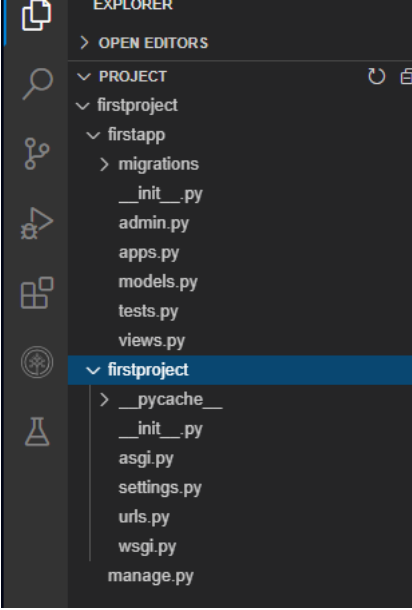 EXPLORER
OPEN EDITORS
PROJECT
firstproject
firstapp
migrations
__init__.py
admin.py
apps.py
models.py
tests.py
views.py
firstproject
__pycache__
__init__.py
asgi.py
settings.py
urls.py
wsgi.py
manage.py